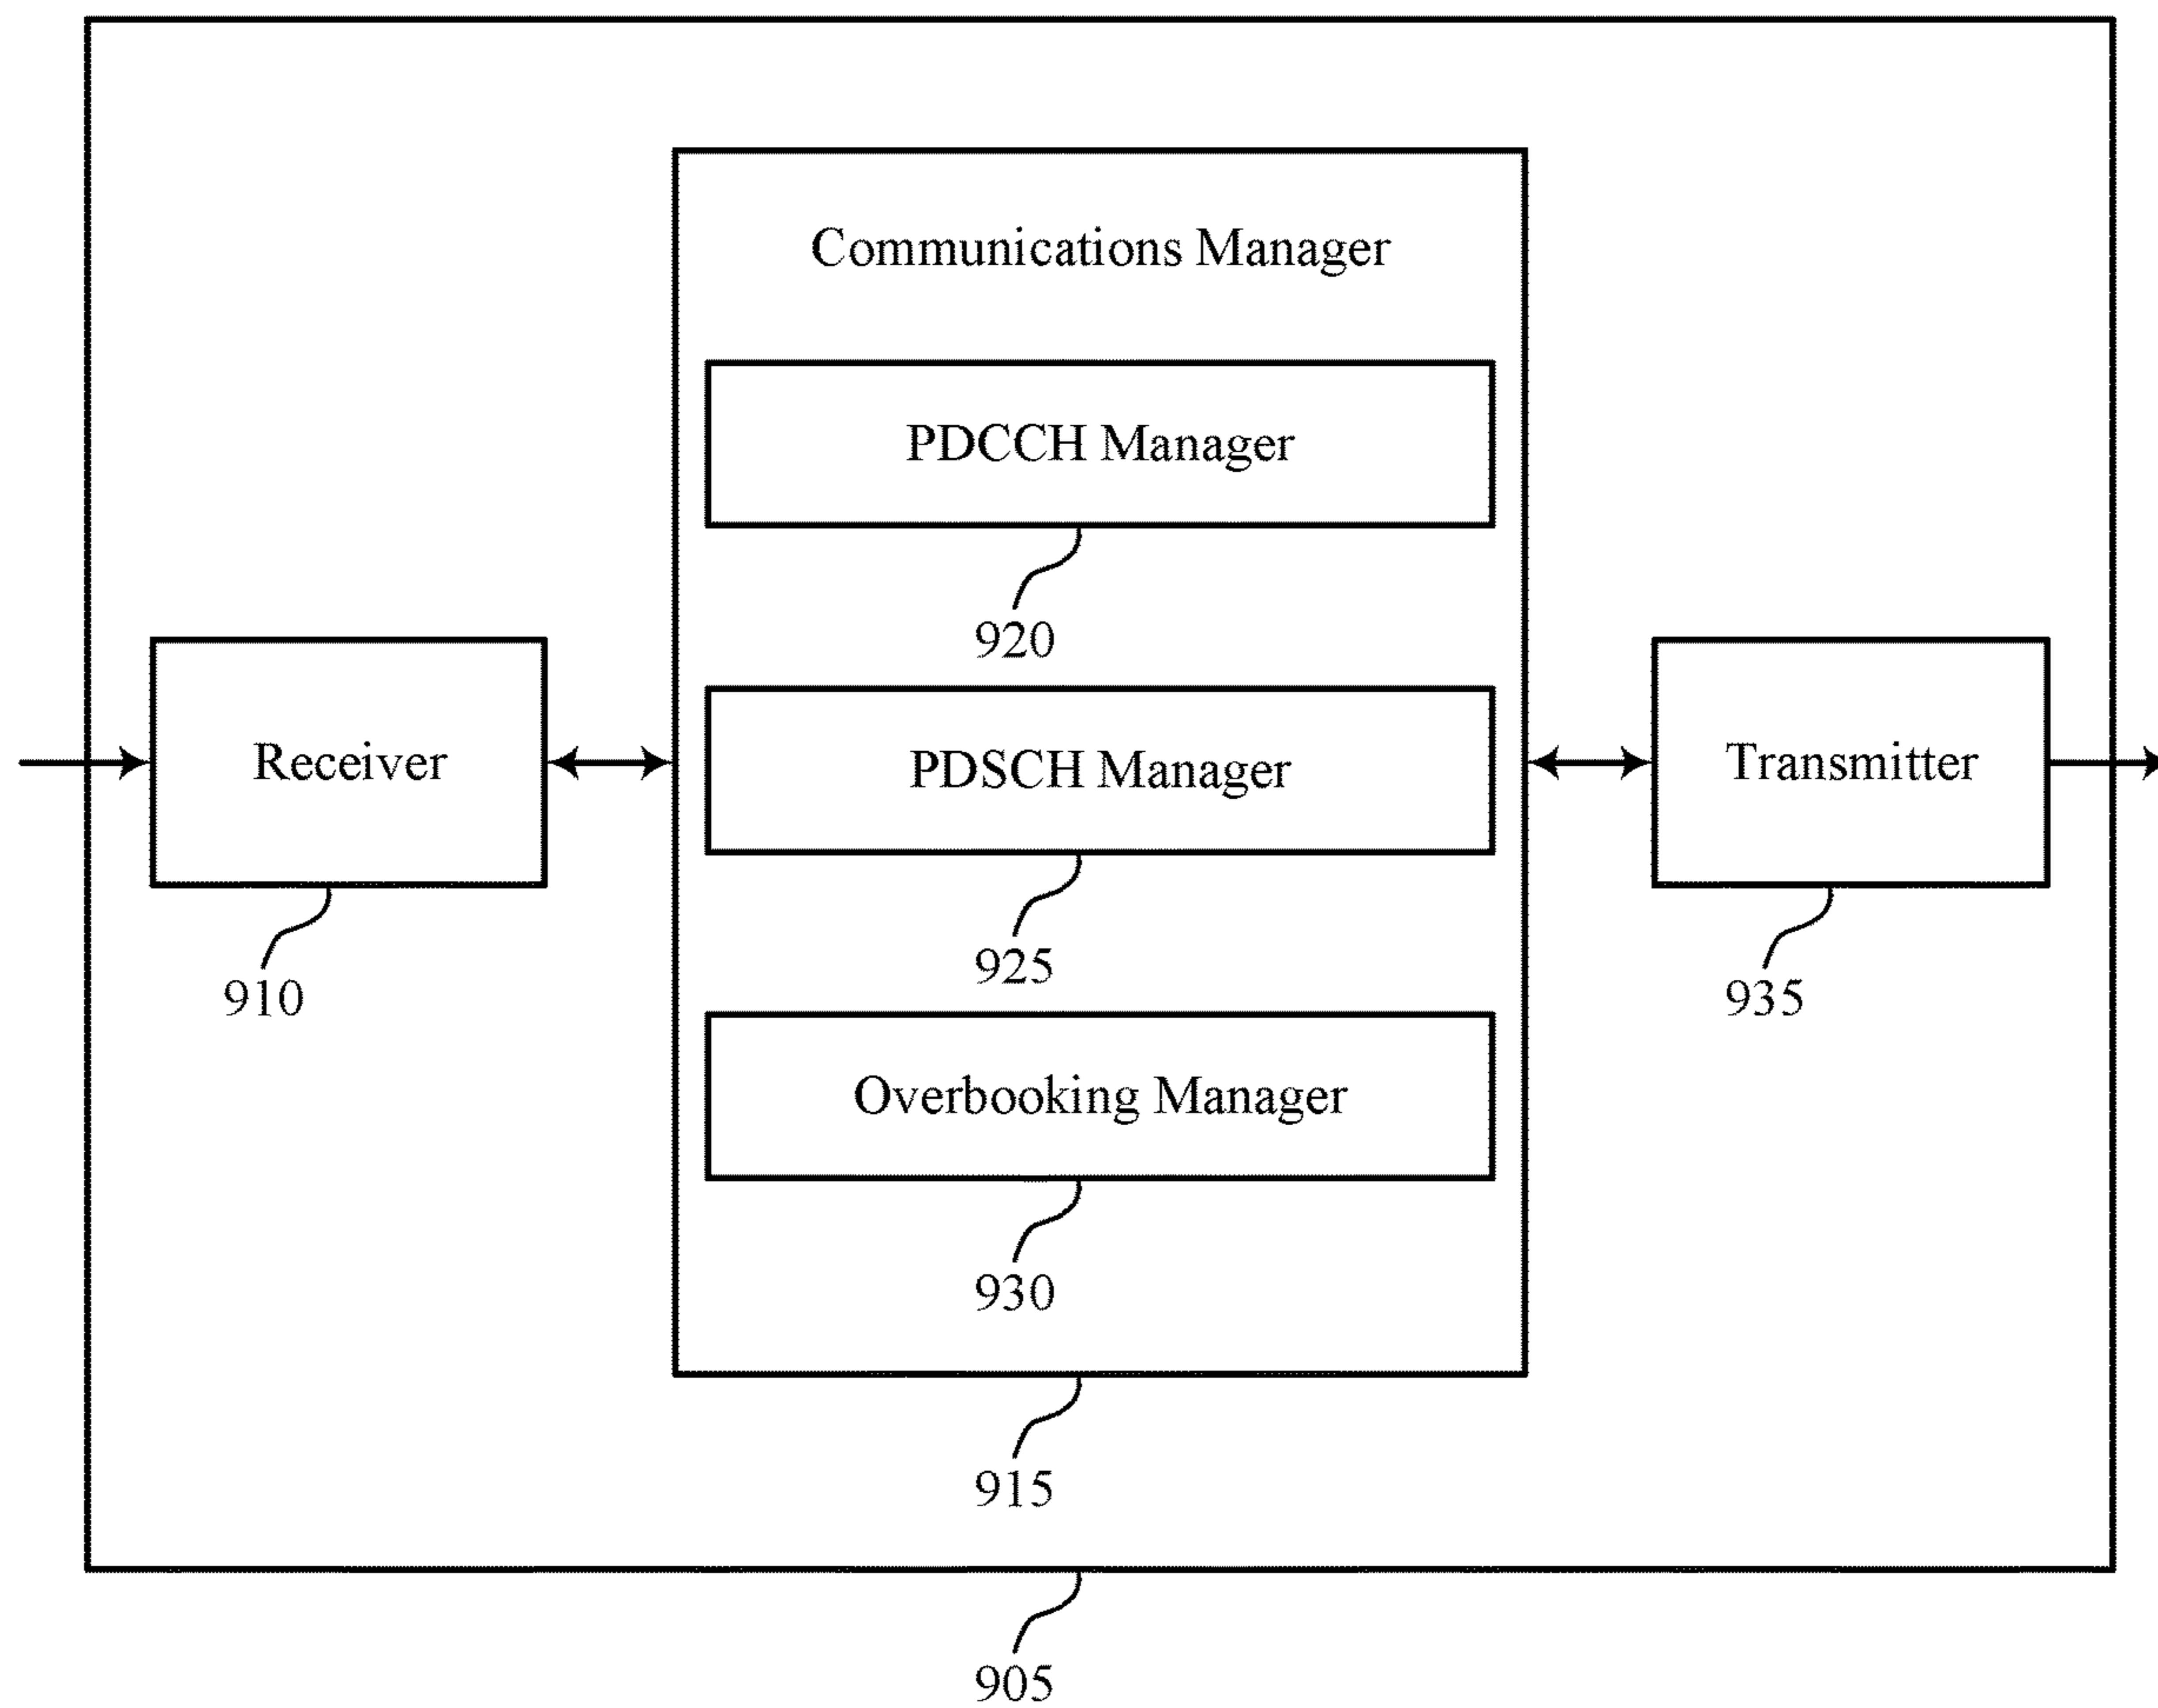 Communications Manager
PDCCH Manager
920
Receiver
910
PDSCH Manager
925
Transmitter
935
Overbooking Manager
930
915
905